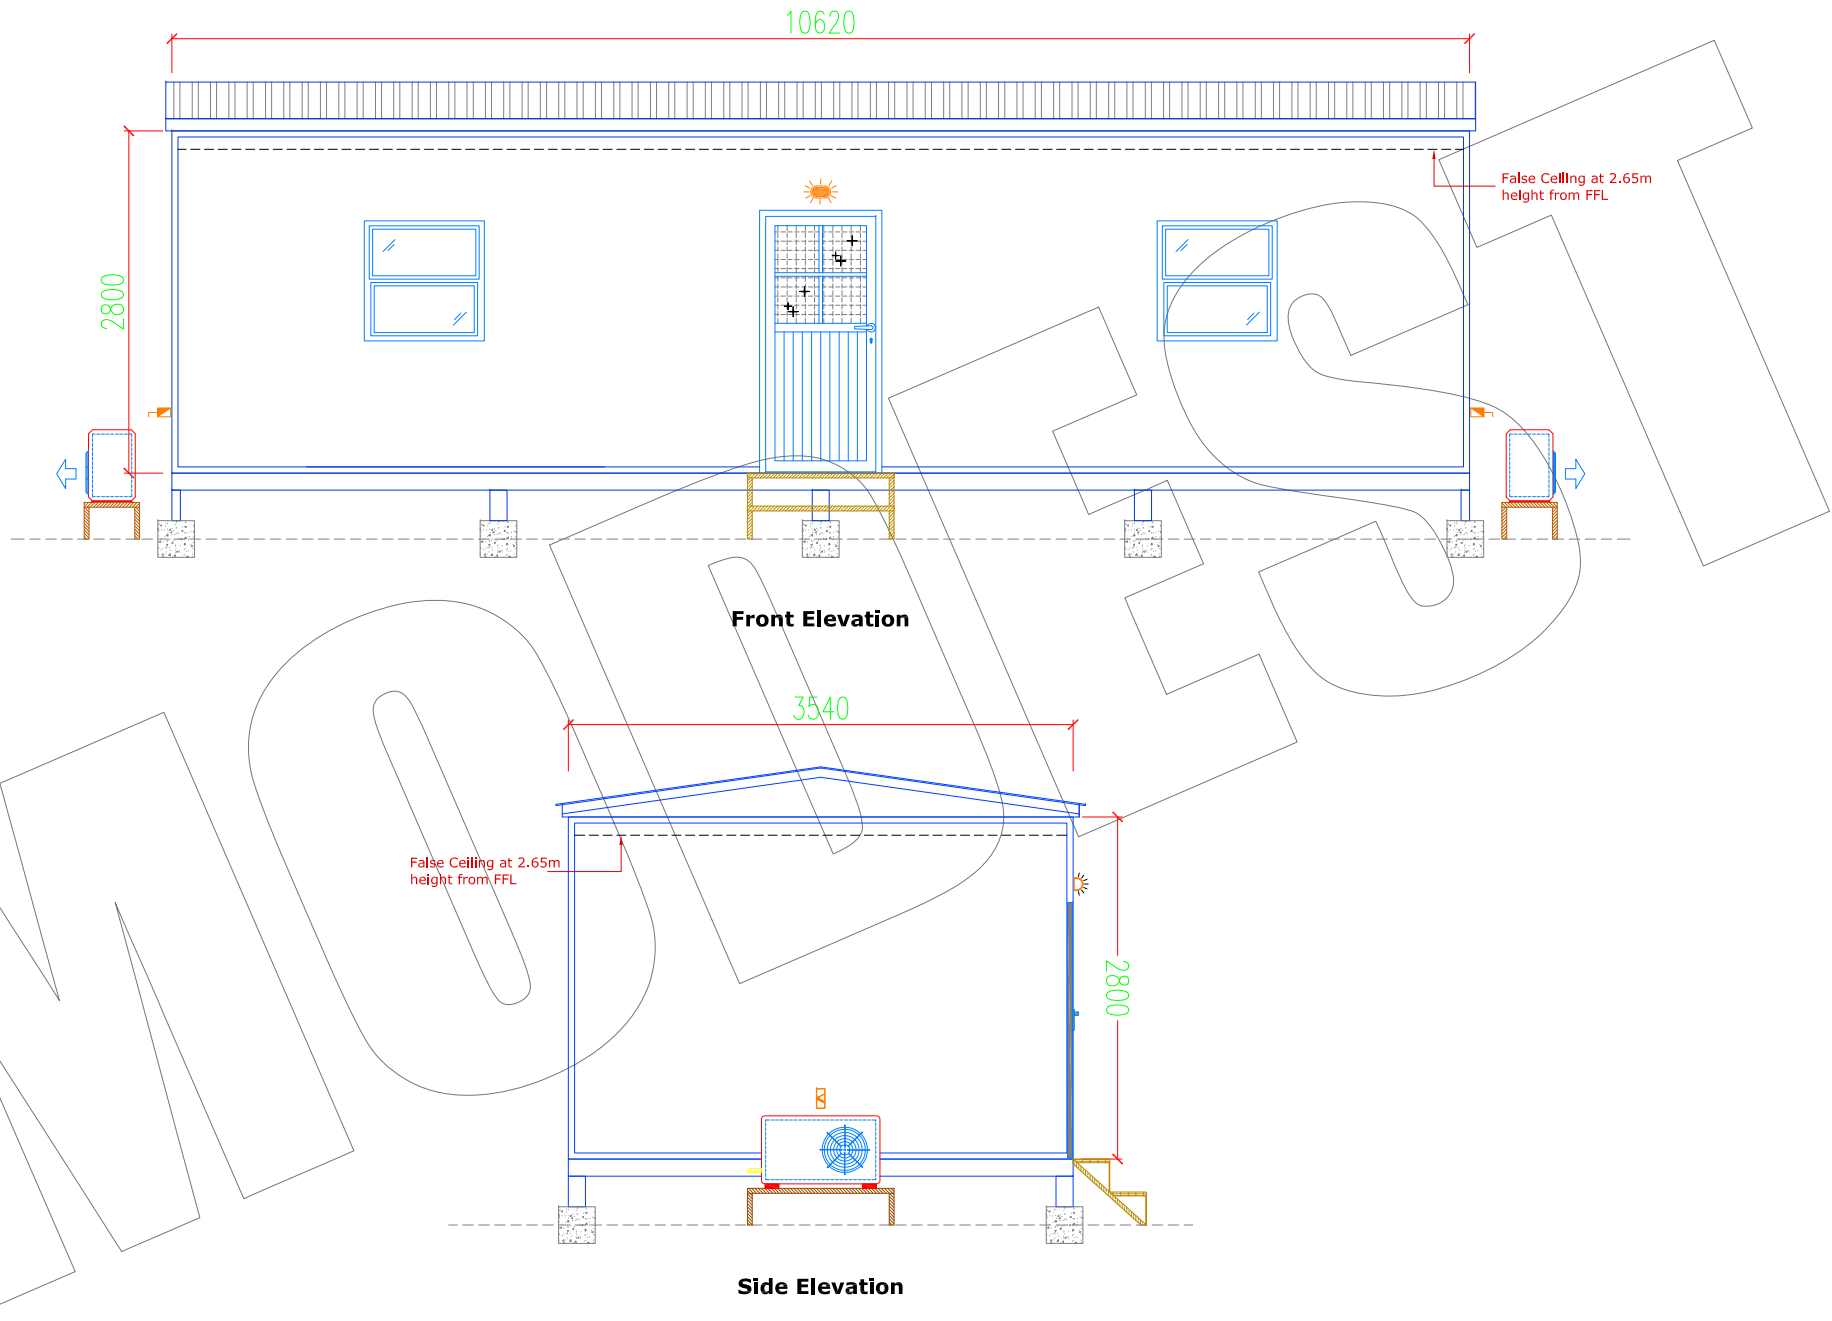 10620
False Ceiling at 2.65m
height from FFL
2800
Front Elevation
3540
False Ceiling at 2.65m
height from FFL
2800
Side Elevation
MODEST